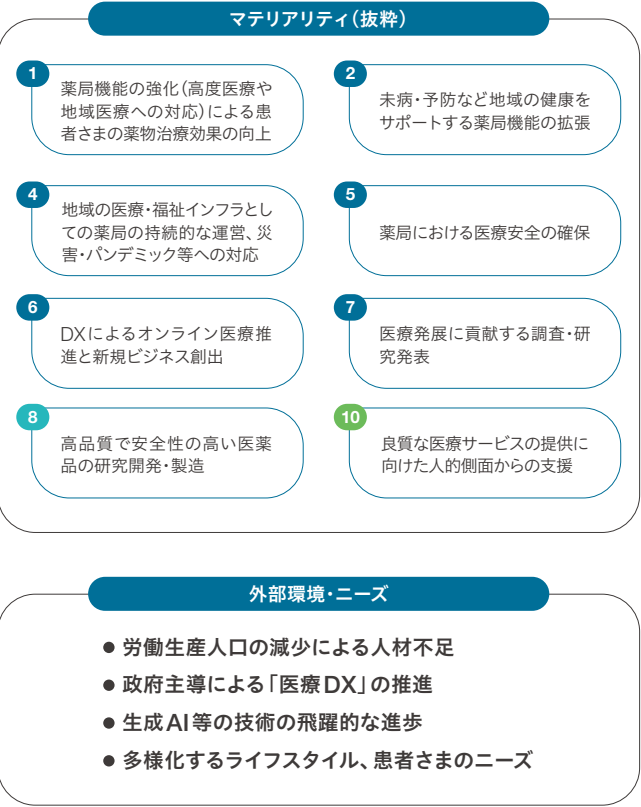 マテリアリティ（抜粋）
1
薬局機能の強化（高度医療や
地域医療への対応）による患
者さまの薬物治療効果の向上
2
未病・予防など地域の健康を
サポートする薬局機能の拡張
4
地域の医療・福祉インフラとし
ての薬局の持続的な運営、災
害・パンデミック等への対応
5
薬局における医療安全の確保
6
DXによるオンライン医療推
進と新規ビジネス創出
7
医療発展に貢献する調査・研
究発表
8
高品質で安全性の高い医薬
品の研究開発・製造
10
良質な医療サービスの提供に
向けた人的側面からの支援
外部環境・ニーズ
● 労働生産人口の減少による人材不足
● 政府主導による「医療DX」の推進
● 生成AI等の技術の飛躍的な進歩
● 多様化するライフスタイル、患者さまのニーズ